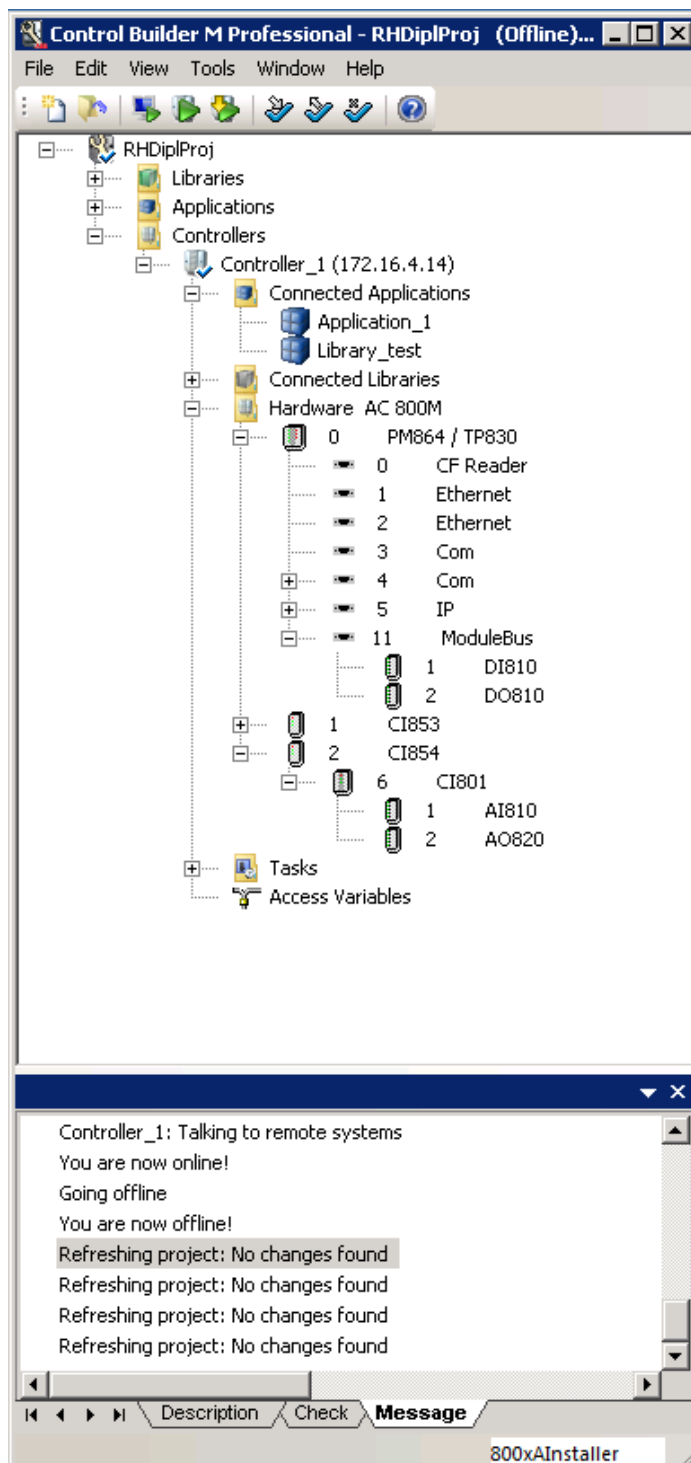 Control Builder M Professional - RHDiplProj (Offline)...
File Edit View Tools Window Help
RHDiplProj
Libraries
Applications
Controllers
Controller_1 (172.16.4.14)
Connected Applications
Application_1
Library_test
Connected Libraries
Hardware AC 800M
0 PM864 / TP830
0 CF Reader
1 Ethernet
2 Ethernet
3 Com
4 Com
5 IP
11 ModuleBus
1 DI810
2 DO810
1 CI853
2 CI854
6 CI801
1 AI810
2 AO820
Tasks
Access Variables
Controller_1: Talking to remote systems
You are now online!
Going offline
You are now offline!
Refreshing project: No changes found
Refreshing project: No changes found
Refreshing project: No changes found
Refreshing project: No changes found
Description Check Message
800xAInstaller